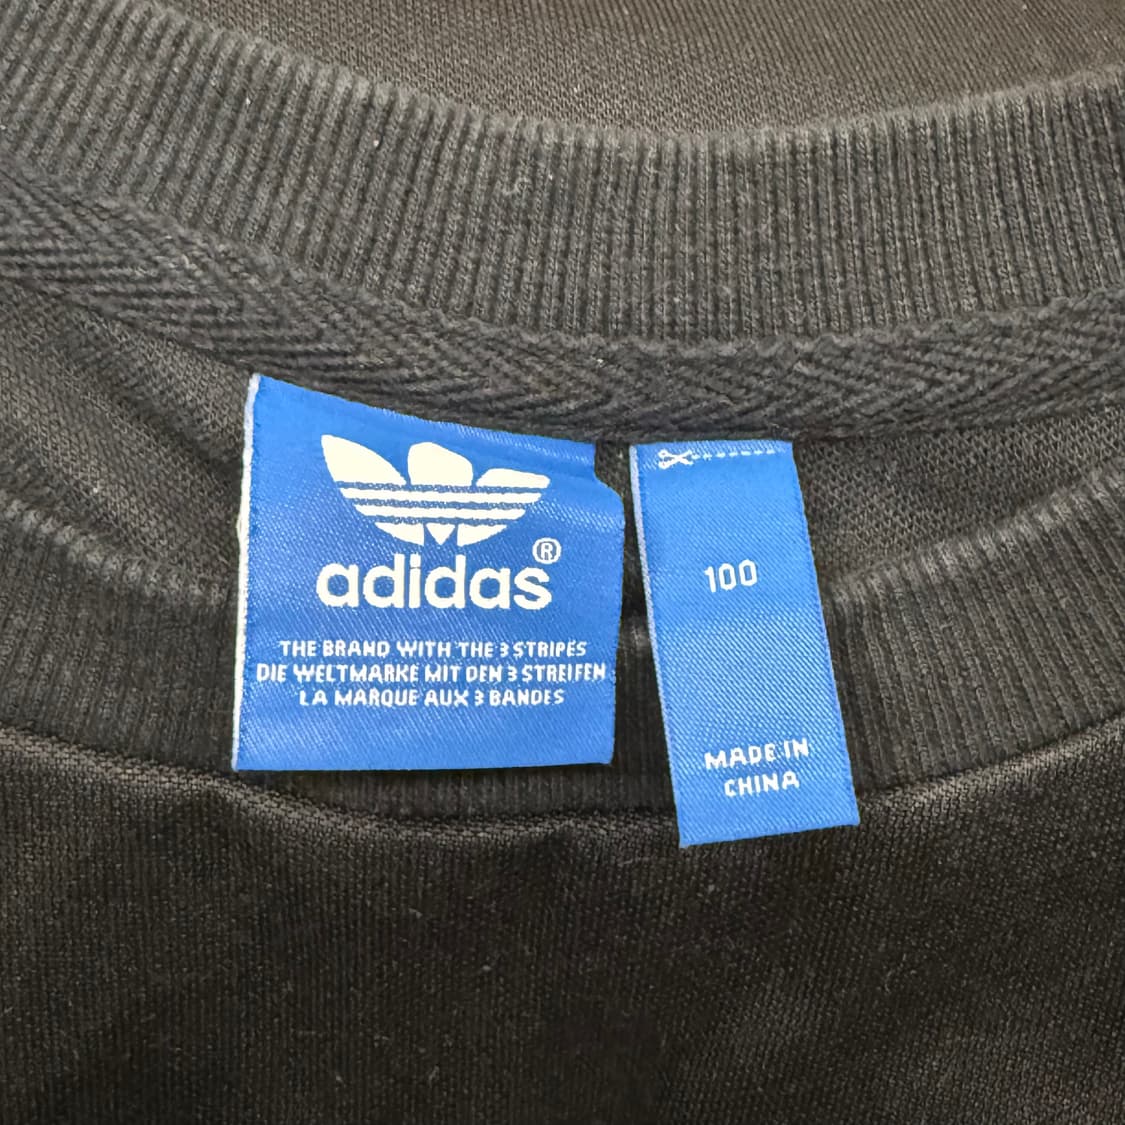 adidas®
THE BRAND WITH THE 3 STRIPES
DIE WELTMARKE MIT DEN 3 STREIFEN
LA MARQUE AUX 3 BANDES
100
MADE IN
CHINA